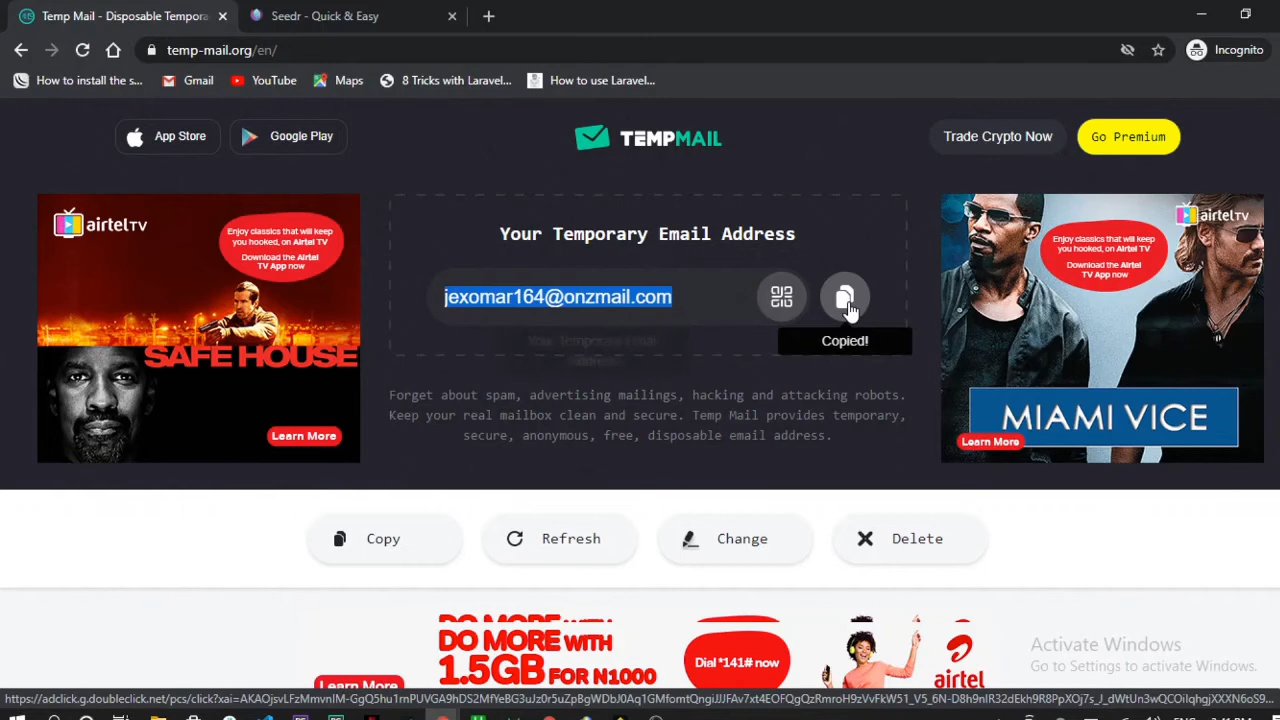 Temp Mail - Disposable Tempora
Seedr - Quick & Easy
temp-mail.org/en/
Incognito
How to install the s...
Gmail
YouTube
Maps
8 Tricks with Laravel...
How to use Laravel...
App Store
Google Play
TEMPMAIL
Trade Crypto Now
Go Premium
airtelTV
Enjoy classics that will keep
you hooked, on Airtel TV
Download the Airtel
TV App now
SAFE HOUSE
Learn More
Your Temporary Email Address
jexomar164@onzmail.com
Copied!
Forget about spam, advertising mailings, hacking and attacking robots.
Keep your real mailbox clean and secure. Temp Mail provides temporary,
secure, anonymous, free, disposable email address.
airtelTV
Enjoy classics that will keep
you hooked, on Airtel TV
Download the Airtel
TV App now
MIAMI VICE
Learn More
Copy
Refresh
Change
Delete
DO MORE WITH
DO MORE WITH
1.5GB FOR N1000
Dial *141# now
airtel
Learn More
Activate Windows
Go to Settings to activate Windows.